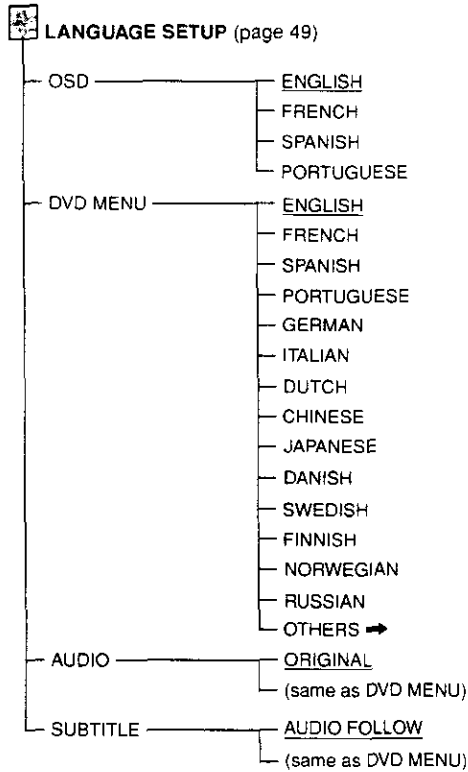 LANGUAGE SETUP (page 49)
OSD ENGLISH
FRENCH
SPANISH
PORTUGUESE
DVD MENU ENGLISH
FRENCH
SPANISH
PORTUGUESE
GERMAN
ITALIAN
DUTCH
CHINESE
JAPANESE
DANISH
SWEDISH
FINNISH
NORWEGIAN
RUSSIAN
OTHERS ➡
AUDIO ORIGINAL
(same as DVD MENU)
SUBTITLE AUDIO FOLLOW
(same as DVD MENU)